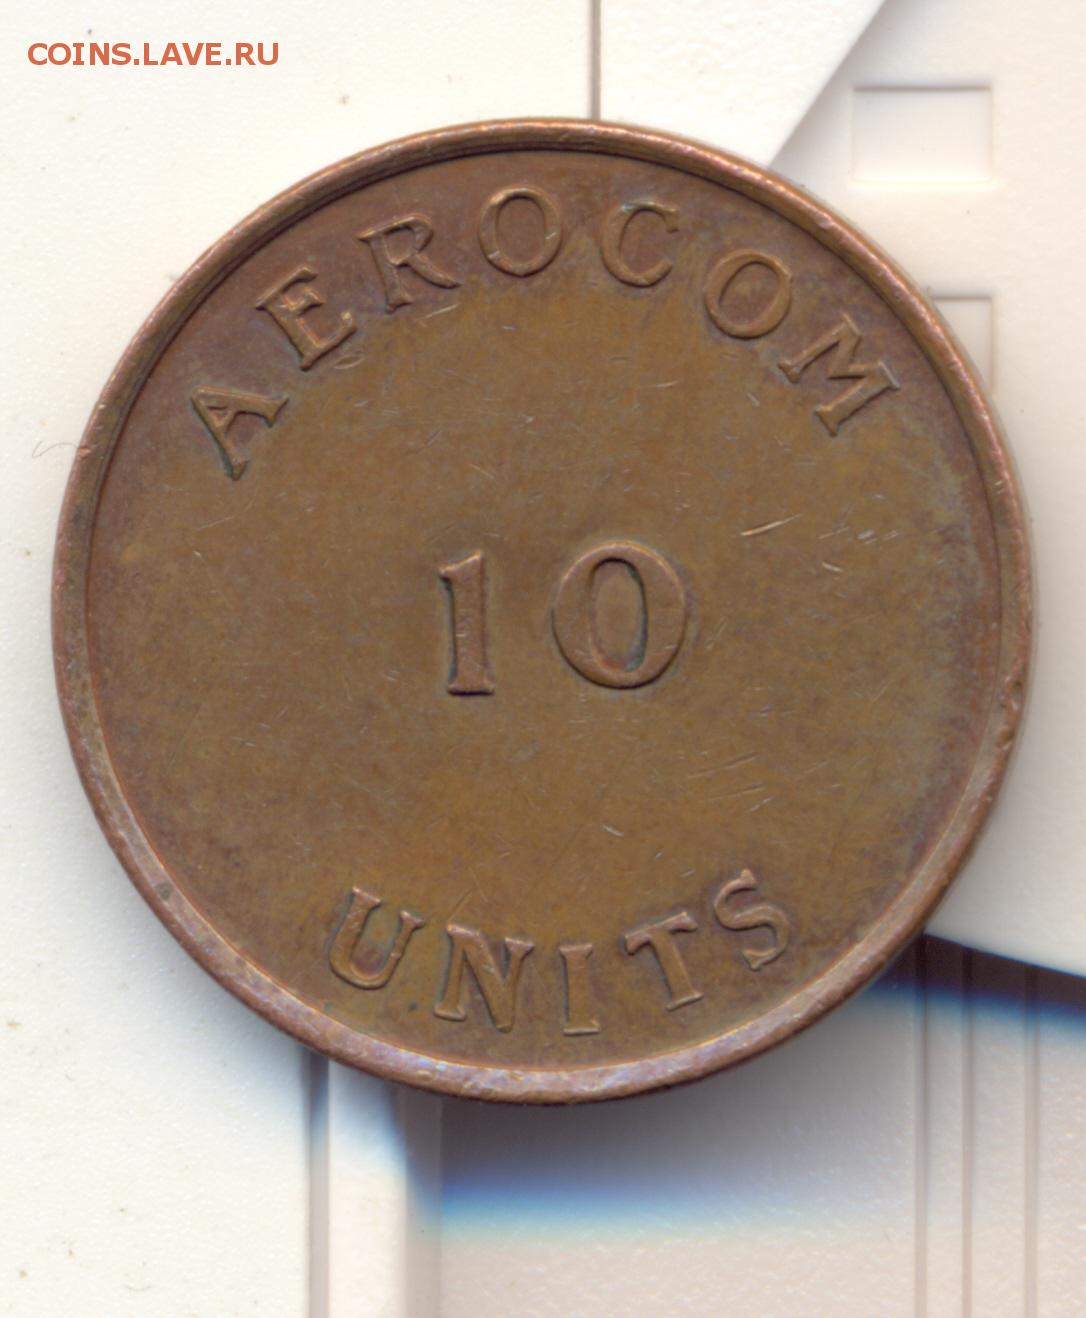 COINS.LAVE.RU
AEROCOM
10
UNITS